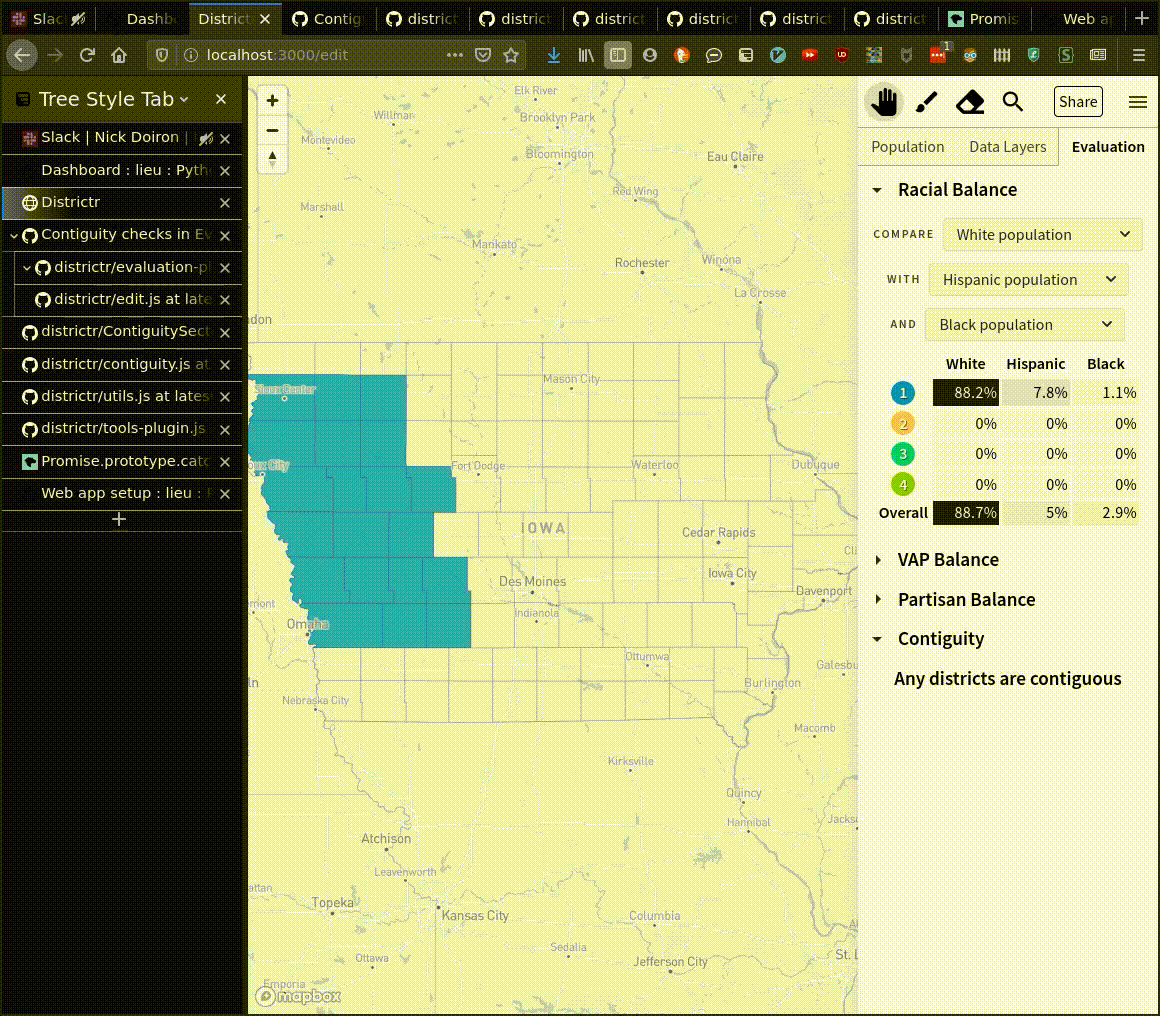 Slac
Dashb
Districtr
Contig
district
district
district
district
district
district
Promis
Web ap
localhost:3000/edit
1
Tree Style Tab
Slack | Nick Doiron |
Dashboard : lieu : Pyth
Districtr
Contiguity checks in Ev
districtr/evaluation-pl
districtr/edit.js at late
districtr/ContiguitySect
districtr/contiguity.js at
districtr/utils.js at latest
districtr/tools-plugin.js
Promise.prototype.catc
Web app setup : lieu : P
Elk River
Willmar
Brooklyn Park
Montevideo
Bloomington
Eau Claire
Red Wing
Marshall
Mankato
Rochester
Winona
La Crosse
Sioux Center
Mason City
Sioux City
Fort Dodge
Waterloo
Dubuque
IOWA
Cedar Rapids
Des Moines
Iowa City
Davenport
Indianola
Omaha
Ottumwa
Galesbu
Burlington
Nebraska City
Macomb
Kirksville
Quincy
Hannibal
Jackso
Atchison
Leavenworth
Topeka
Kansas City
Columbia
Sedalia
Ottawa
Jefferson City
St. L
Emporia
mapbox
Share
Population
Data Layers
Evaluation
Racial Balance
COMPARE White population
WITH Hispanic population
AND Black population
White Hispanic Black
1 88.2% 7.8% 1.1%
2 0% 0% 0%
3 0% 0% 0%
4 0% 0% 0%
Overall 88.7% 5% 2.9%
VAP Balance
Partisan Balance
Contiguity
Any districts are contiguous